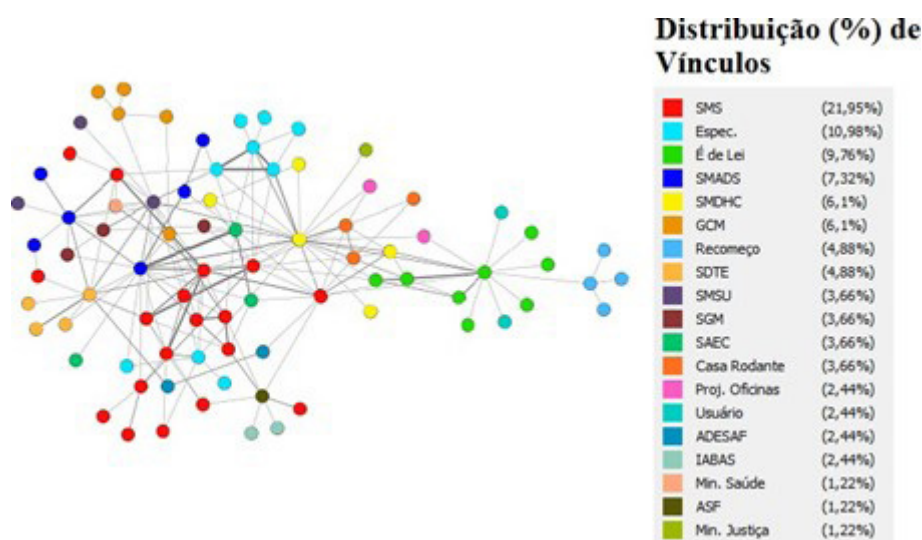 Distribuição (%) de
Vínculos
SMS (21,95%)
Espec. (10,98%)
É de Lei (9,76%)
SMADS (7,32%)
SMDHC (6,1%)
GCM (6,1%)
Recomeço (4,88%)
SDTE (4,88%)
SMSU (3,66%)
SGM (3,66%)
SAEC (3,66%)
Casa Rodante (3,66%)
Proj. Oficinas (2,44%)
Usuário (2,44%)
ADESAF (2,44%)
IABAS (2,44%)
Min. Saúde (1,22%)
ASF (1,22%)
Min. Justiça (1,22%)